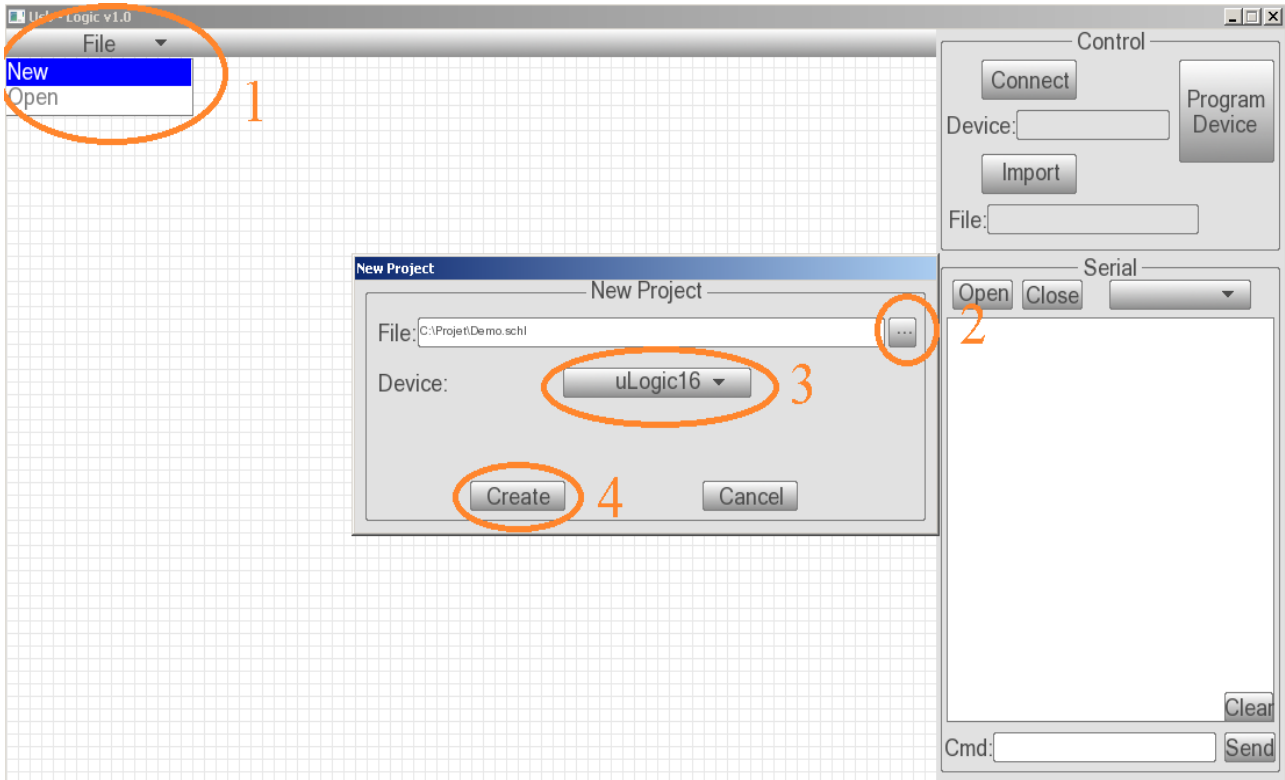 Logic v1.0
File
New
Open
1
Control
Connect
Program
Device
Device:
Import
File:
New Project
New Project
File: C:\Projet\Demo.schl ...
2
Device: uLogic16
3
Create
4
Cancel
Serial
Open Close
Clear
Cmd: Send